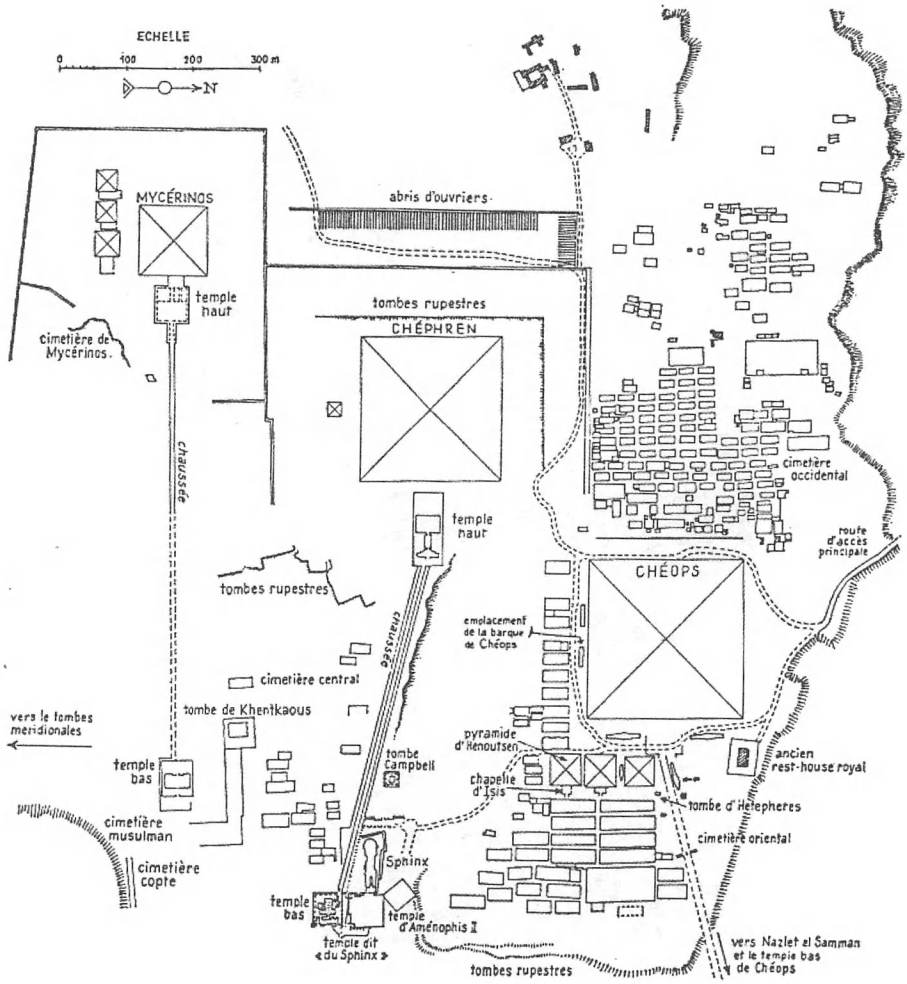 ECHELLE
0 100 200 300 m
N
abris d'ouvriers
MYCÉRINOS
temple
haut
cimetière de
Mycérinos
tombes rupestres
CHÉPHREN
chaussée
temple
haut
cimetière
occidental
route
d'accès
principale
CHÉOPS
tombes rupestres
chaussée
emplacement
de la barque
de Chéops
cimetière central
tombe de Khentkaous
vers le tombes
meridionales
pyramide
d'Henoutsen
ancien
rest-house royal
temple
bas
tombe
Campbell
chapelle
d'Isis
tombe d'Hetepheres
cimetière
musulman
cimetière oriental
cimetière
copte
Sphinx
temple
bas
temple
d'Aménophis II
temple dit
«du Sphinx»
tombes rupestres
vers Nazlet el Samman
et le temple bas
de Chéops